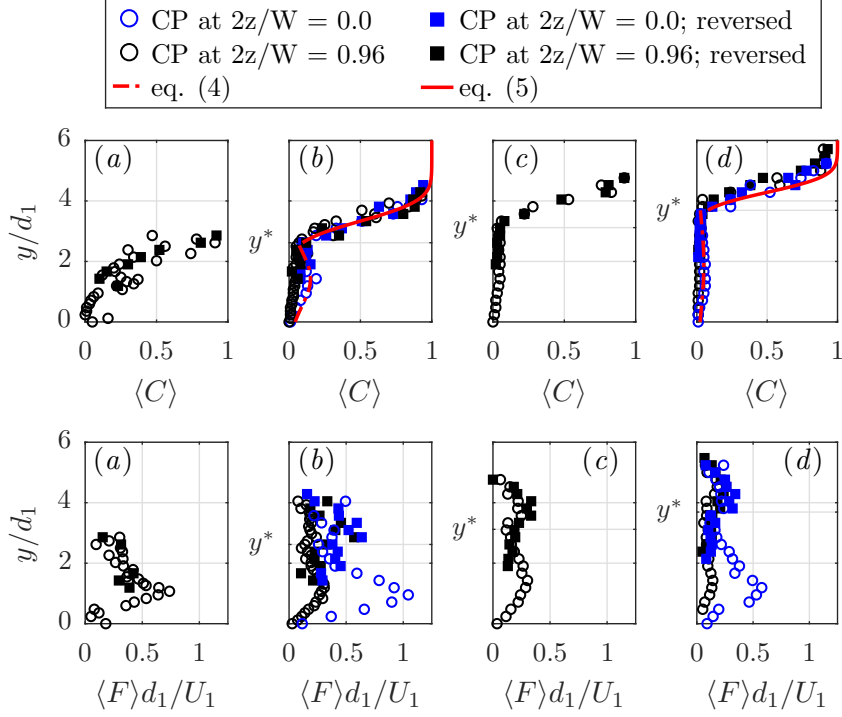 CP at 2z/W = 0.0
CP at 2z/W = 0.0; reversed
CP at 2z/W = 0.96
CP at 2z/W = 0.96; reversed
eq. (4)
eq. (5)
(a) (b) (c) (d)
6
4
2
0
y/d₁
y* y* y*
0 0.5 1 0 0.5 1 0 0.5 1 0 0.5 1
⟨C⟩ ⟨C⟩ ⟨C⟩ ⟨C⟩
(a) (b) (c) (d)
6
4
2
0
y/d₁
y* y* y*
0 0.5 1 0 0.5 1 0 0.5 1 0 0.5 1
⟨F⟩d₁/U₁ ⟨F⟩d₁/U₁ ⟨F⟩d₁/U₁ ⟨F⟩d₁/U₁